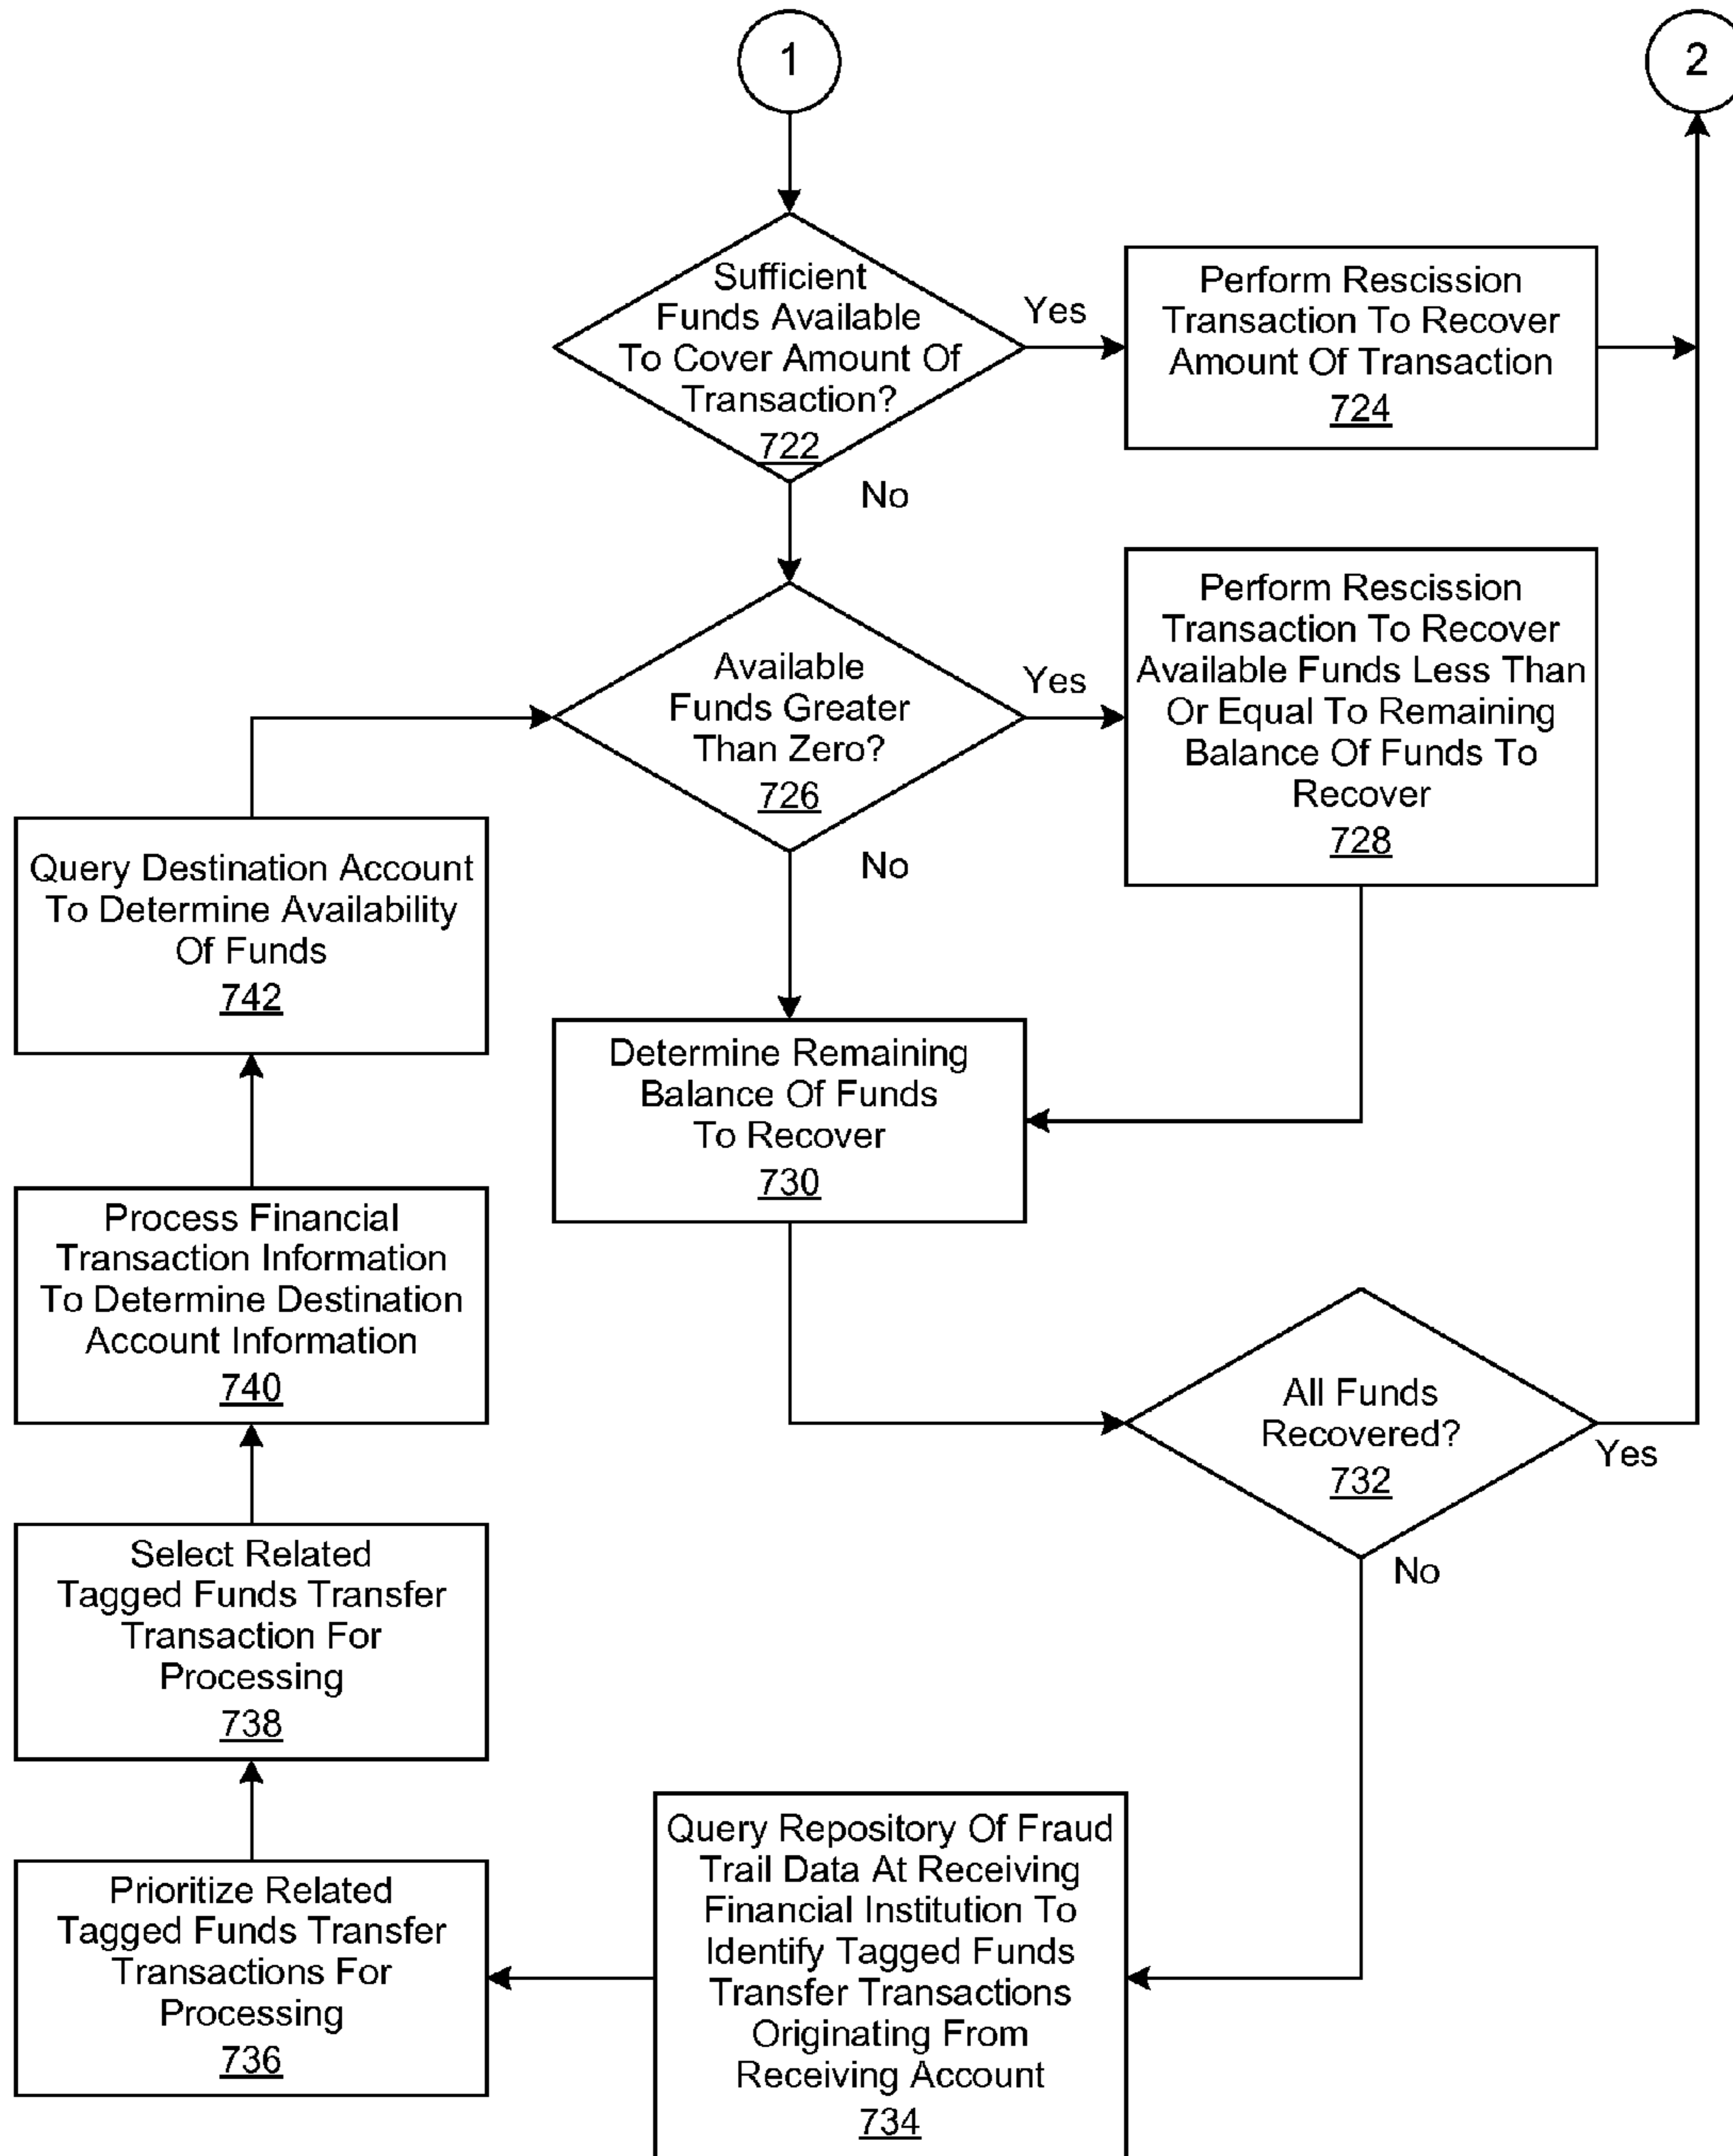 1
2
Sufficient
Funds Available
To Cover Amount Of
Transaction?
722
Yes
No
Perform Rescission
Transaction To Recover
Amount Of Transaction
724
Available
Funds Greater
Than Zero?
726
Yes
No
Perform Rescission
Transaction To Recover
Available Funds Less Than
Or Equal To Remaining
Balance Of Funds To
Recover
728
Query Destination Account
To Determine Availability
Of Funds
742
Determine Remaining
Balance Of Funds
To Recover
730
Process Financial
Transaction Information
To Determine Destination
Account Information
740
All Funds
Recovered?
732
Yes
No
Select Related
Tagged Funds Transfer
Transaction For
Processing
738
Query Repository Of Fraud
Trail Data At Receiving
Financial Institution To
Identify Tagged Funds
Transfer Transactions
Originating From
Receiving Account
734
Prioritize Related
Tagged Funds Transfer
Transactions For
Processing
736